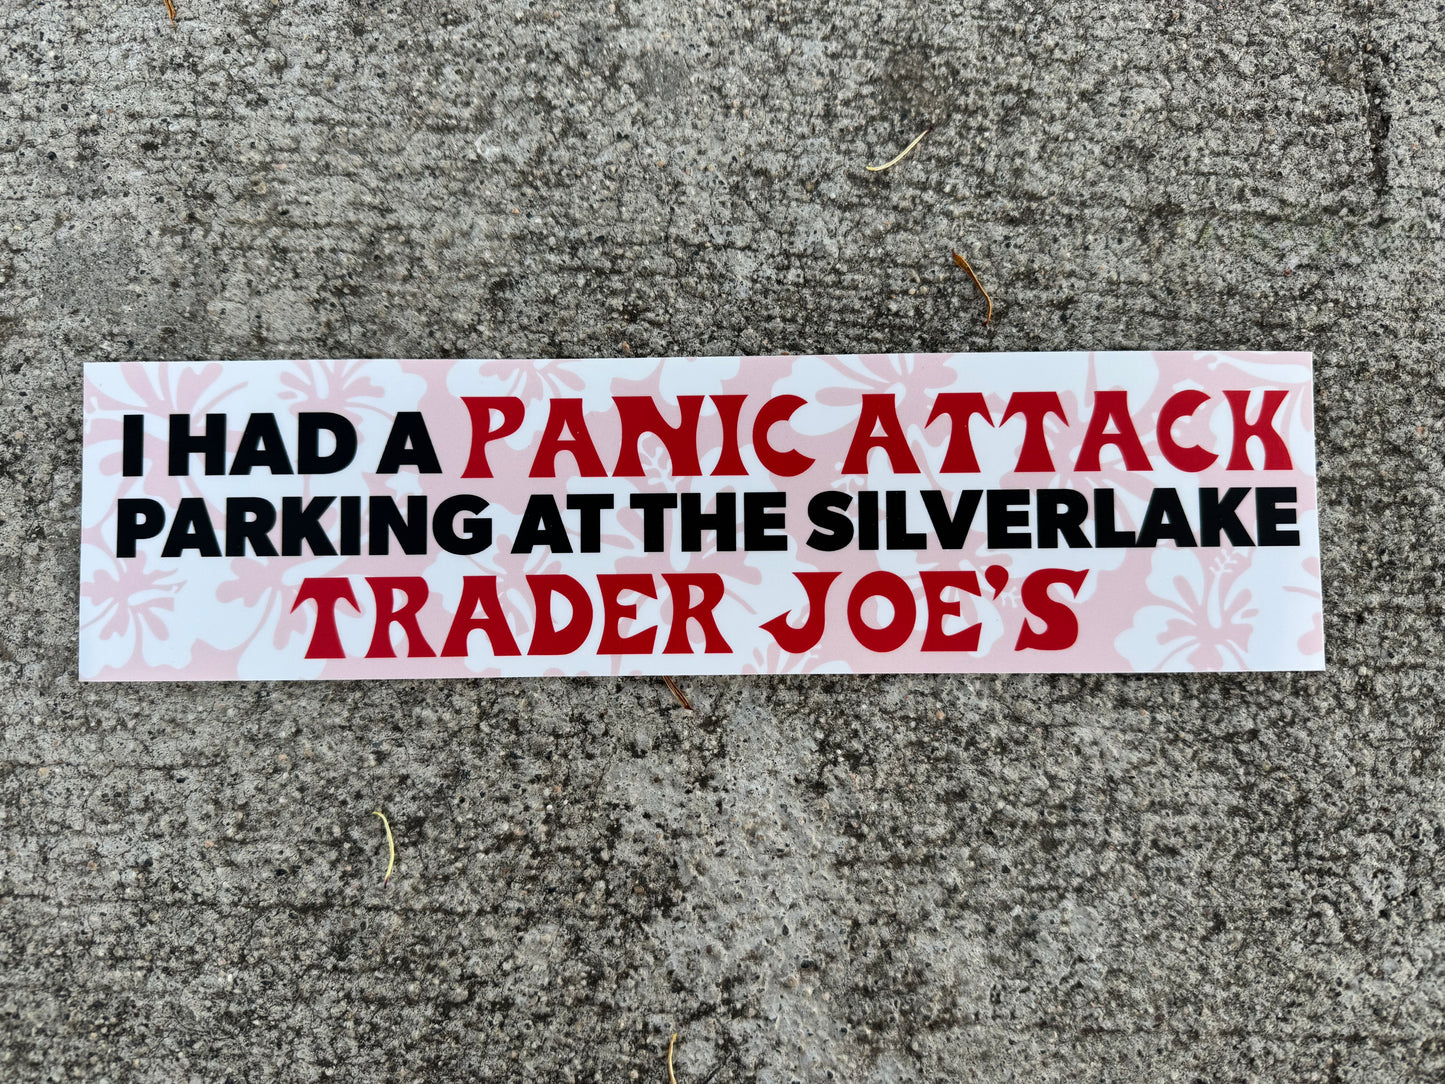 I HAD A PANIC ATTACK
PARKING AT THE SILVERLAKE
TRADER JOE'S